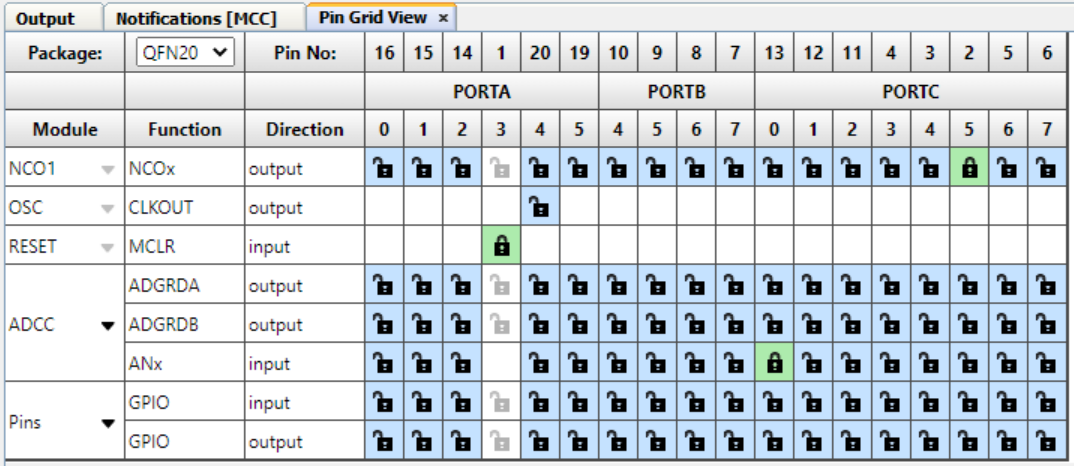 Output Notifications [MCC] Pin Grid View ×
Package: QFN20 Pin No: 16 15 14 1 20 19 10 9 8 7 13 12 11 4 3 2 5 6
PORTA PORTB PORTC
Module Function Direction 0 1 2 3 4 5 4 5 6 7 0 1 2 3 4 5 6 7
NCO1 NCOx output
OSC CLKOUT output
RESET MCLR input
ADCC ADGRDA output
ADGRDB output
ANx input
Pins GPIO input
GPIO output